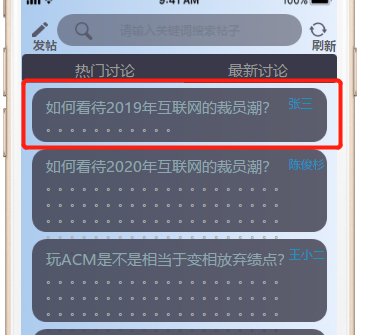 9:41 AM 100%
请输入关键词搜索帖子
发帖 刷新
热门讨论 最新讨论
如何看待2019年互联网的裁员潮? 张三
。。。。。。。。。。。
如何看待2020年互联网的裁员潮? 陈俊杉
。。。。。。。。。。。。。。。。。
。。。。。。。。。。。。。。。。。
。。。。。。。。。。。。。。。。。
。。。。。。。。。。。。。。。。。
玩ACM是不是相当于变相放弃绩点? 王小二
。。。。。。。。。。。。。。。。。
。。。。。。。。。。。。。。。。。
。。。。。。。。。。。。。。。。。